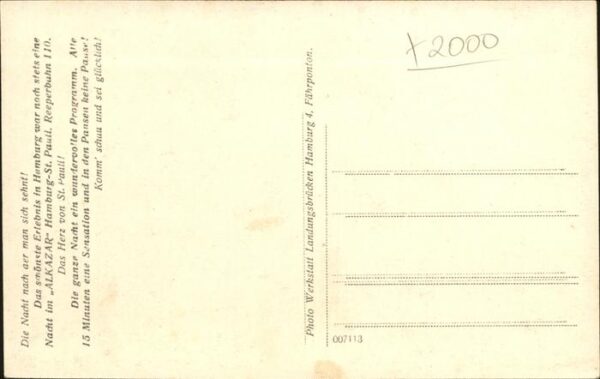 Die Nacht nach der man sich sehnt!
Das schönste Erlebnis in Hamburg war noch stets eine
Nacht im „ALKAZAR“ Hamburg-St. Pauli. Reeperbahn 110.
Das Herz von St. Pauli!
Die ganze Nacht ein wundervolles Programm. Alle
15 Minuten eine Sensation und in den Pausen keine Pause!
Komm' schau und sei glücklich!
Photo Werkstatt Landungsbrücken Hamburg 4, Fährponton.
+2000
007113